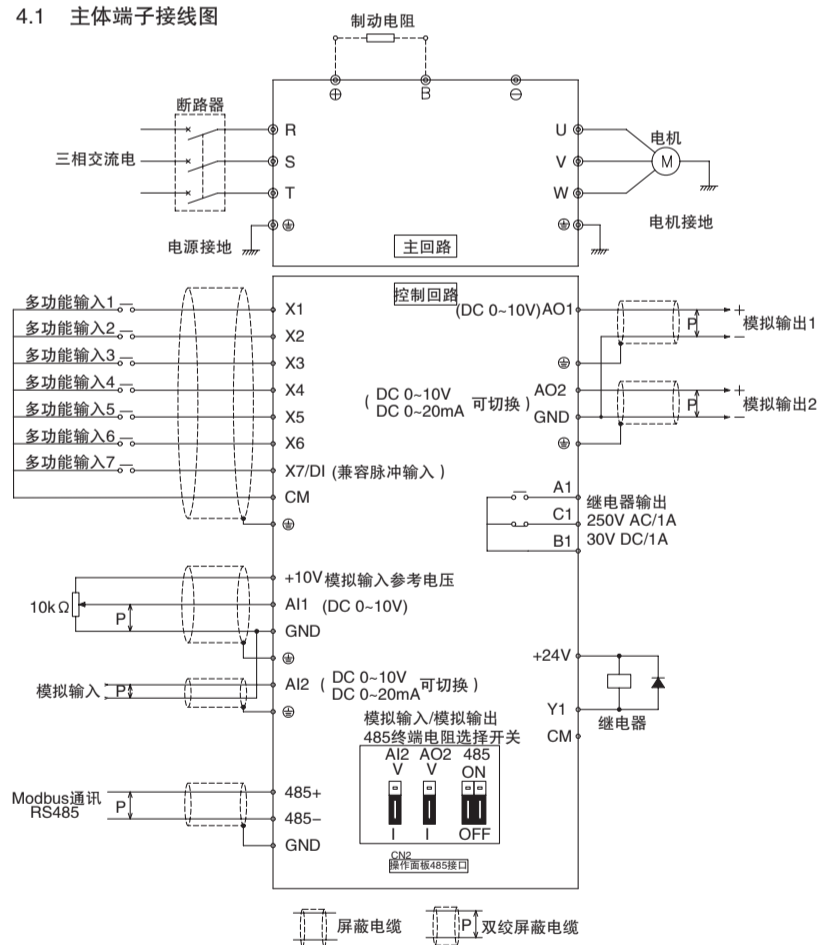 4.1 主体端子接线图
制动电阻
⊕ B ⊖
断路器
三相交流电
R
S
T
U
V
W
电机
M
电源接地
主回路
电机接地
控制回路
多功能输入1
多功能输入2
多功能输入3
多功能输入4
多功能输入5
多功能输入6
多功能输入7
X1
X2
X3
X4
X5
X6
X7/DI (兼容脉冲输入)
CM
(DC 0~10V) AO1
P
+
−
模拟输出1
AO2
( DC 0~10V
DC 0~20mA 可切换 )
GND
P
+
−
模拟输出2
A1
C1
B1
继电器输出
250V AC/1A
30V DC/1A
10kΩ
P
+10V 模拟输入参考电压
AI1 (DC 0~10V)
GND
模拟输入
P
AI2 ( DC 0~10V
DC 0~20mA 可切换 )
+24V
Y1
CM
继电器
模拟输入/模拟输出
485终端电阻选择开关
AI2 AO2 485
V V ON
I I OFF
CN2
操作面板485接口
Modbus通讯
RS485
P
485+
485−
GND
屏蔽电缆
P 双绞屏蔽电缆